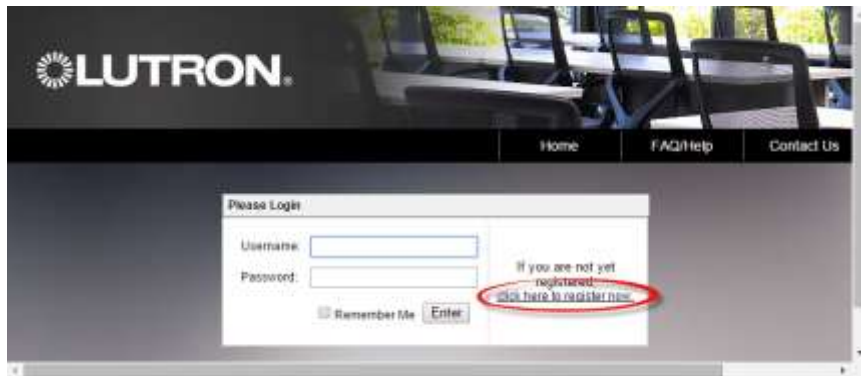 LUTRON.
Home FAQ/Help Contact Us
Please Login
Username:
If you are not yet
Password:
registered,
click here to register now.
Remember Me Enter